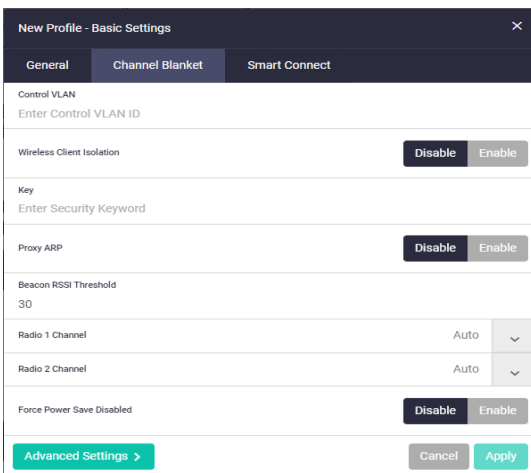 New Profile - Basic Settings
General Channel Blanket Smart Connect
Control VLAN
Enter Control VLAN ID
Wireless Client Isolation Disable Enable
Key
Enter Security Keyword
Proxy ARP Disable Enable
Beacon RSSI Threshold
30
Radio 1 Channel Auto
Radio 2 Channel Auto
Force Power Save Disabled Disable Enable
Advanced Settings > Cancel Apply